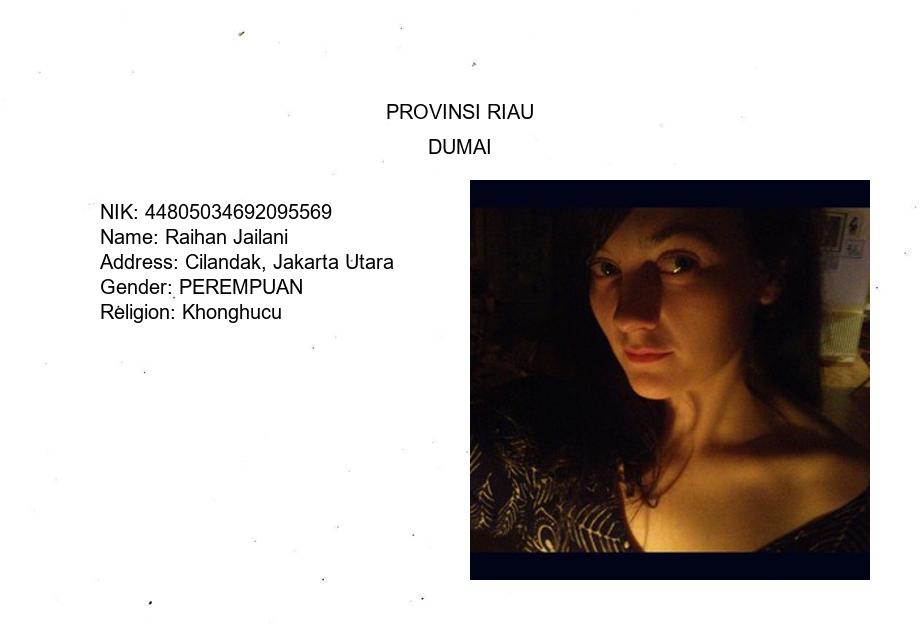 PROVINSI RIAU
DUMAI
NIK: 44805034692095569
Name: Raihan Jailani
Address: Cilandak, Jakarta Utara
Gender: PEREMPUAN
Religion: Khonghucu